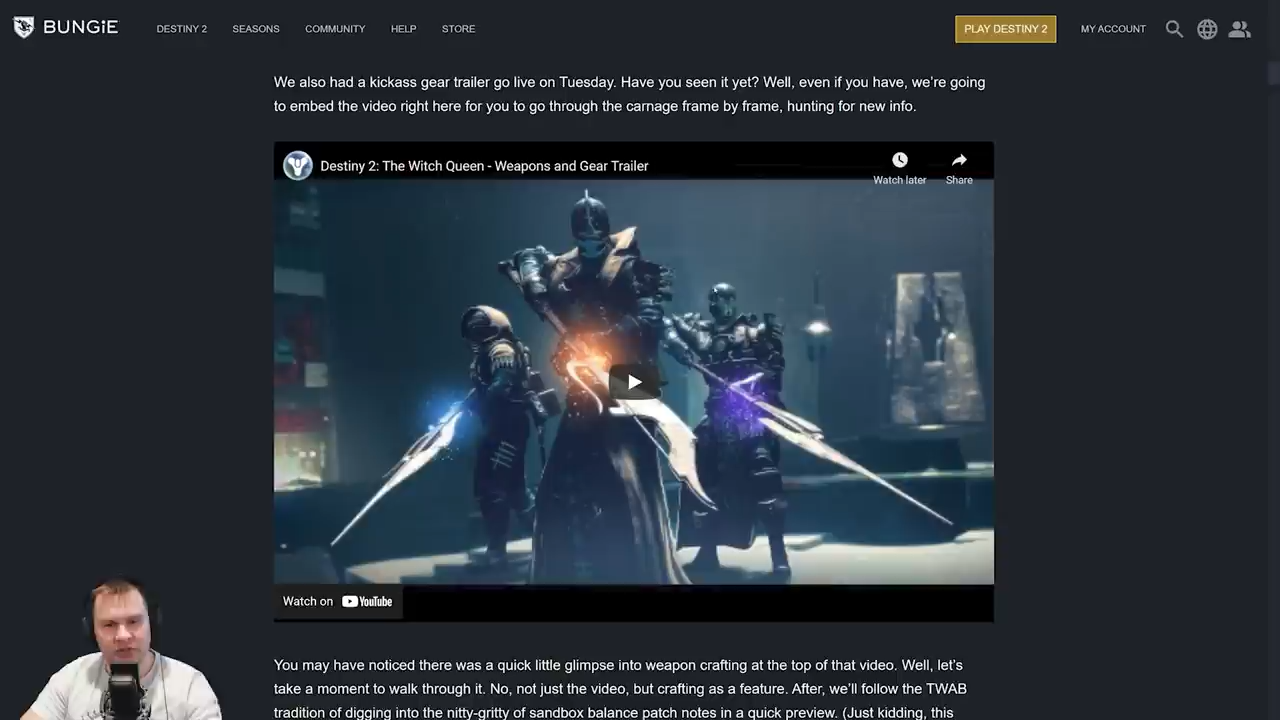 BUNGiE
DESTINY 2
SEASONS
COMMUNITY
HELP
STORE
PLAY DESTINY 2
MY ACCOUNT
We also had a kickass gear trailer go live on Tuesday. Have you seen it yet? Well, even if you have, we’re going
to embed the video right here for you to go through the carnage frame by frame, hunting for new info.
Destiny 2: The Witch Queen - Weapons and Gear Trailer
Watch later
Share
Watch on YouTube
You may have noticed there was a quick little glimpse into weapon crafting at the top of that video. Well, let’s
take a moment to walk through it. No, not just the video, but crafting as a feature. After, we’ll follow the TWAB
tradition of digging into the nitty-gritty of sandbox balance patch notes in a quick preview. (Just kidding, this